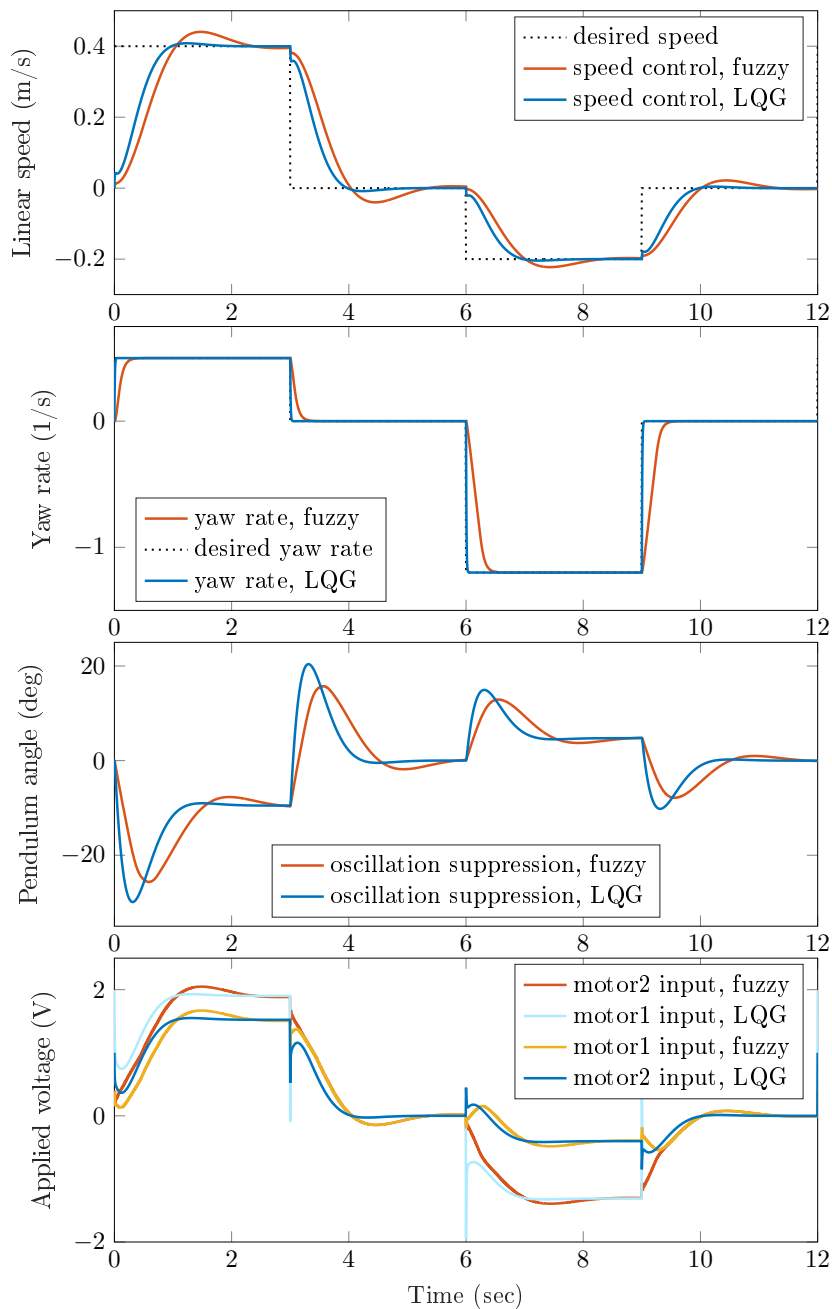 Linear speed (m/s)
0.4
0.2
0
−0.2
desired speed
speed control, fuzzy
speed control, LQG
0 2 4 6 8 10 12
Yaw rate (1/s)
0
−1
yaw rate, fuzzy
desired yaw rate
yaw rate, LQG
0 2 4 6 8 10 12
Pendulum angle (deg)
20
0
−20
oscillation suppression, fuzzy
oscillation suppression, LQG
0 2 4 6 8 10 12
Applied voltage (V)
2
0
−2
motor2 input, fuzzy
motor1 input, LQG
motor1 input, fuzzy
motor2 input, LQG
0 2 4 6 8 10 12
Time (sec)